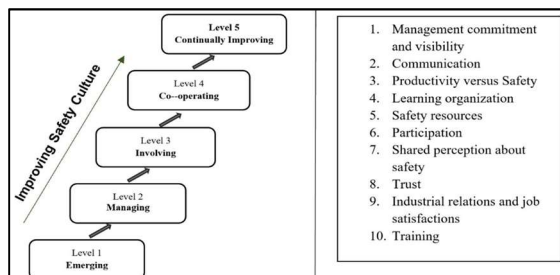 Improving Safety Culture
Level 5
Continually Improving
Level 4
Co--operating
Level 3
Involving
Level 2
Managing
Level 1
Emerging
1. Management commitment
and visibility
2. Communication
3. Productivity versus Safety
4. Learning organization
5. Safety resources
6. Participation
7. Shared perception about
safety
8. Trust
9. Industrial relations and job
satisfactions
10. Training